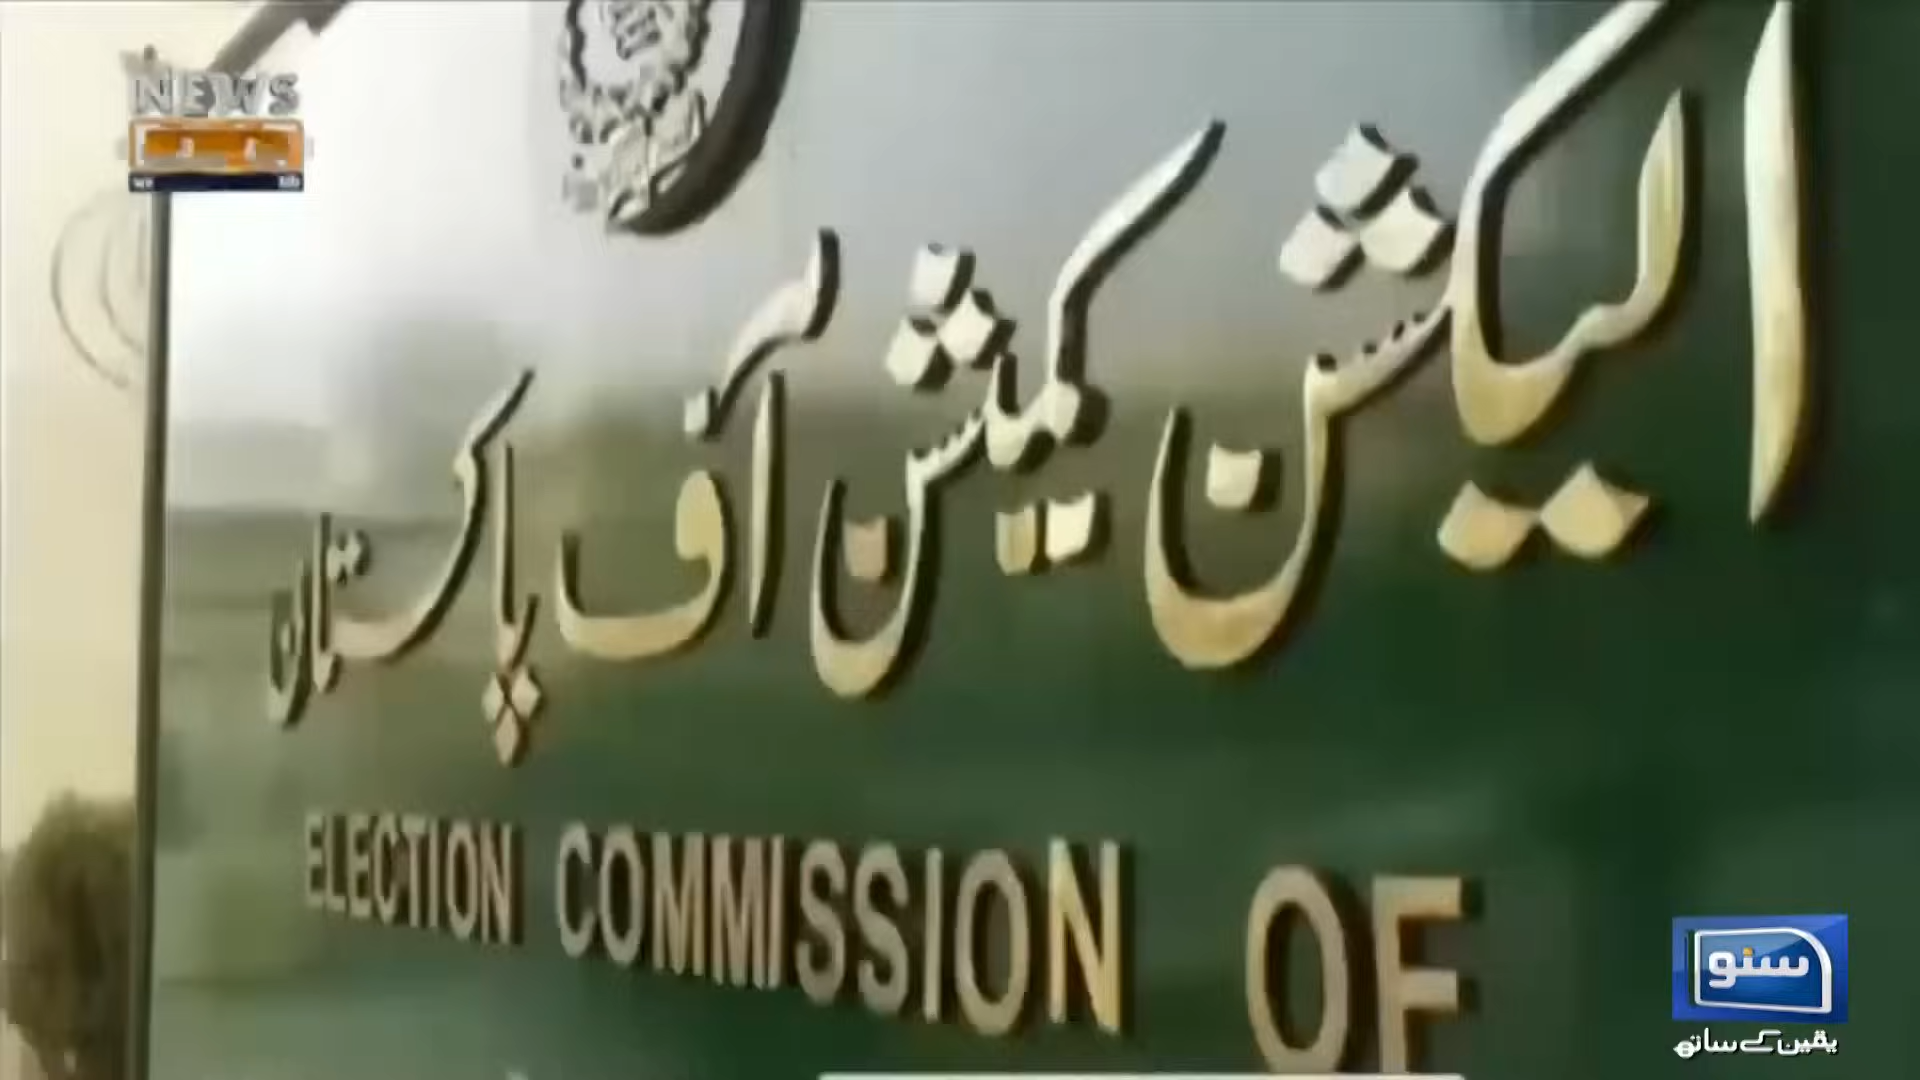 NEWS
الیکشن کمیشن آف پاکستان
ELECTION COMMISSION OF
سنو
یقین کے ساتھ